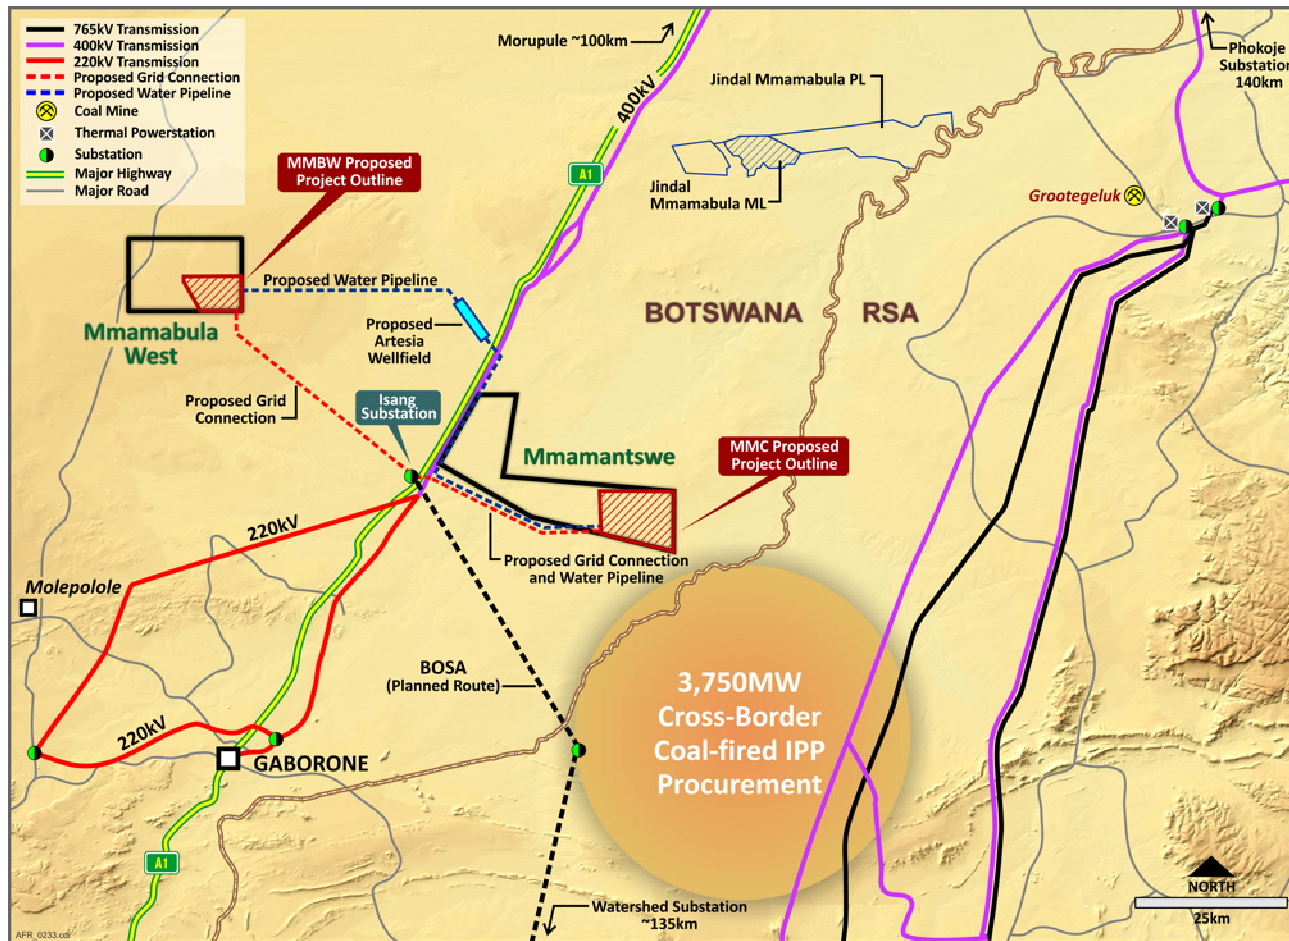 765kV Transmission
400kV Transmission
220kV Transmission
Proposed Grid Connection
Proposed Water Pipeline
Coal Mine
Thermal Powerstation
Substation
Major Highway
Major Road
Morupule ~100km
400kV
A1
Jindal Mmamabula PL
Jindal
Mmamabula ML
Phokoje
Substation
140km
Grootegeluk
MMBW Proposed
Project Outline
Proposed Water Pipeline
Mmamabula
West
Proposed
Artesia
Wellfield
BOTSWANA
RSA
Proposed Grid
Connection
Isang
Substation
Mmamantswe
MMC Proposed
Project Outline
220kV
Proposed Grid Connection
and Water Pipeline
Molepolole
BOSA
(Planned Route)
3,750MW
Cross-Border
Coal-fired IPP
Procurement
220kV
GABORONE
A1
Watershed Substation
~135km
NORTH
25km
AFR_0233.cdr